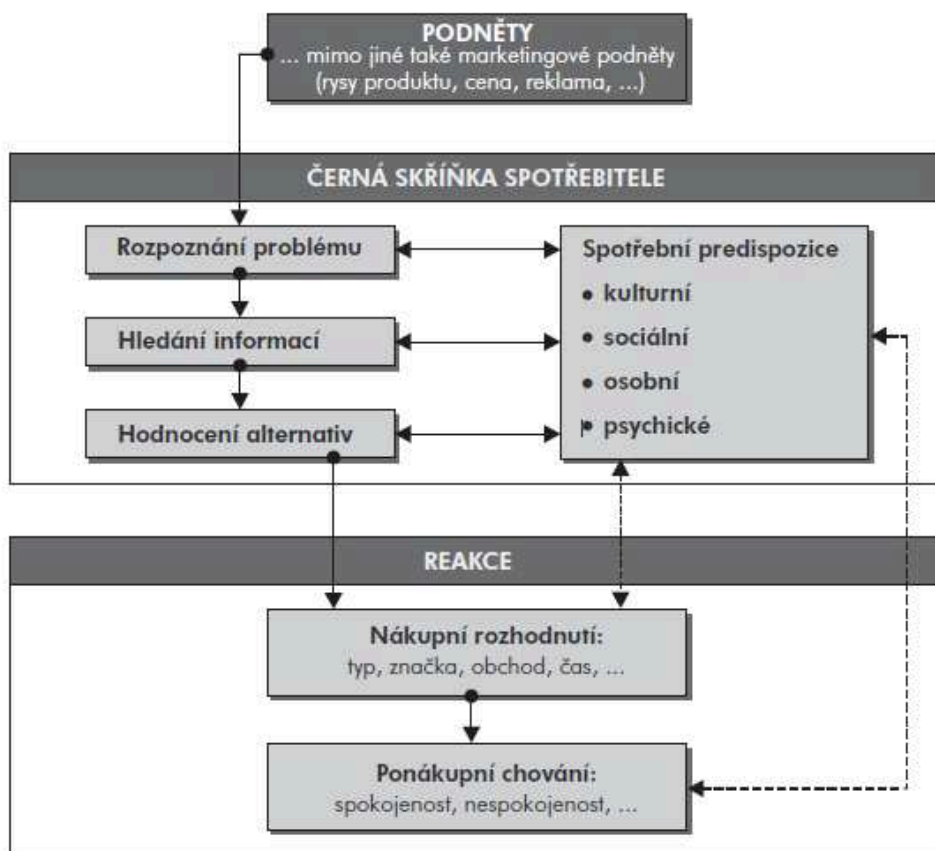 PODNĚTY
... mimo jiné také marketingové podněty
(rysy produktu, cena, reklama, ...)
ČERNÁ SKŘÍŇKA SPOTŘEBITELE
Rozpoznání problému
Hledání informací
Hodnocení alternativ
Spotřební predispozice
• kulturní
• sociální
• osobní
• psychické
REAKCE
Nákupní rozhodnutí:
typ, značka, obchod, čas, ...
Ponákupní chování:
spokojenost, nespokojenost, ...